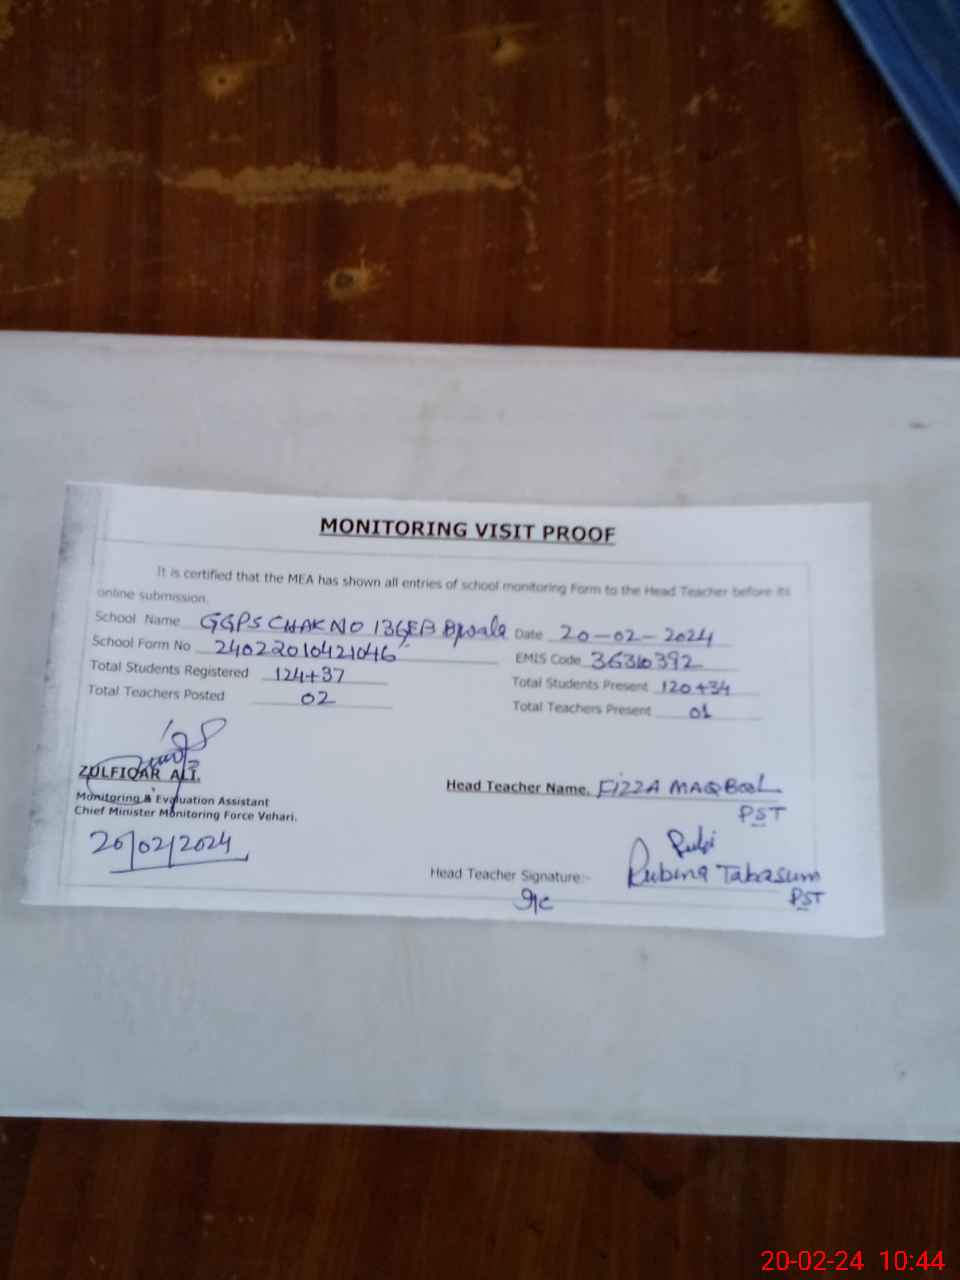 MONITORING VISIT PROOF
It is certified that the MEA has shown all entries of school monitoring Form to the Head Teacher before its
online submission.
School Name GGPS CHAK NO 136EB Date 20-02-2024
School Form No 24022010421046 EMIS Code 36310392
Total Students Registered 124+37 Total Students Present 120+34
Total Teachers Posted 02 Total Teachers Present 01
ZULFIQAR ALI.
Monitoring & Evaluation Assistant
Chief Minister Monitoring Force Vehari.
20/02/2024
Head Teacher Name. FIZZA MAQBOOL
PST
Head Teacher Signature:- Rubina Tabasum
I/C PST
20-02-24 10:44